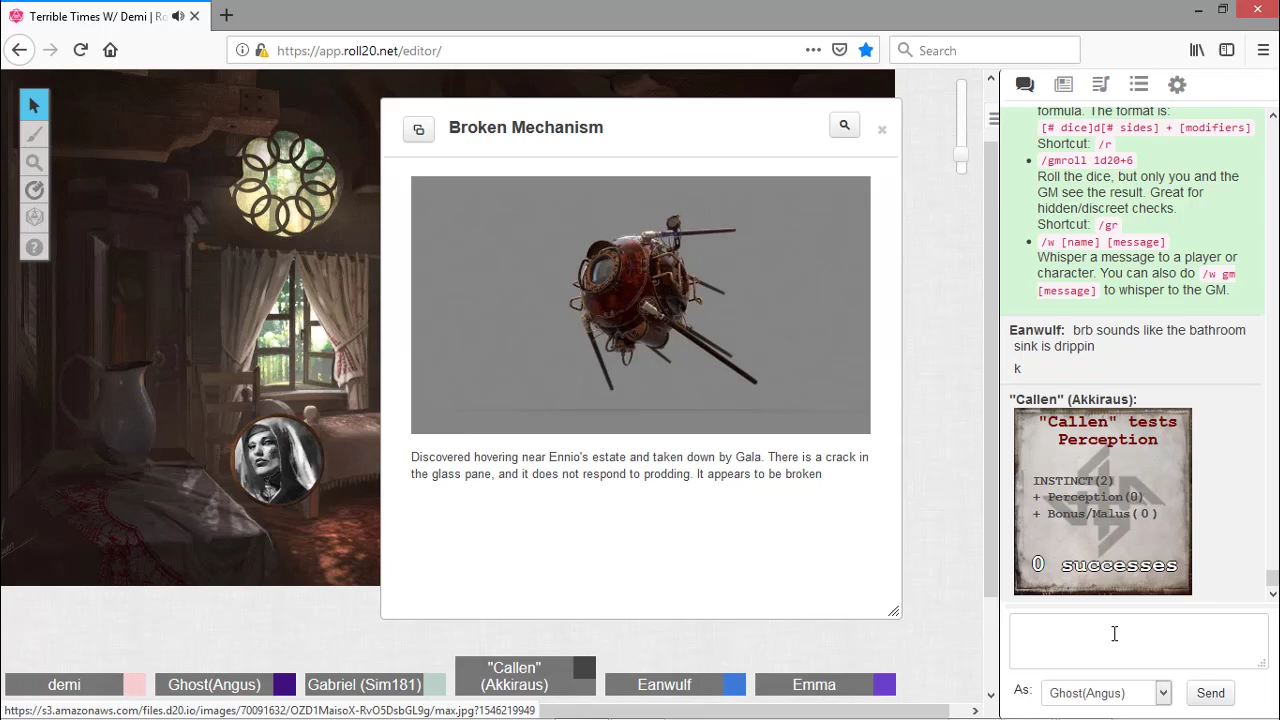 Terrible Times W/ Demi | Ro
https://app.roll20.net/editor/
Search
Broken Mechanism
Discovered hovering near Ennio's estate and taken down by Gala. There is a crack in
the glass pane, and it does not respond to prodding. It appears to be broken
formula. The format is:
[# dice]d[# sides] + [modifiers]
Shortcut: /r
/gmroll 1d20+6
Roll the dice, but only you and the
GM see the result. Great for
hidden/discreet checks.
Shortcut: /gr
/w [name] [message]
Whisper a message to a player or
character. You can also do /w gm
[message] to whisper to the GM.
Eanwulf: brb sounds like the bathroom
sink is drippin
k
"Callen" (Akkiraus):
"Callen" tests
Perception
INSTINCT(2)
+ Perception(0)
+ Bonus/Malus( 0 )
0 successes
As: Ghost(Angus)
Send
demi
Ghost(Angus)
Gabriel (Sim181)
"Callen"
(Akkiraus)
Eanwulf
Emma
https://s3.amazonaws.com/files.d20.io/images/70091632/OZD1MaisoX-RvO5DsbGL9g/max.jpg?1546219949